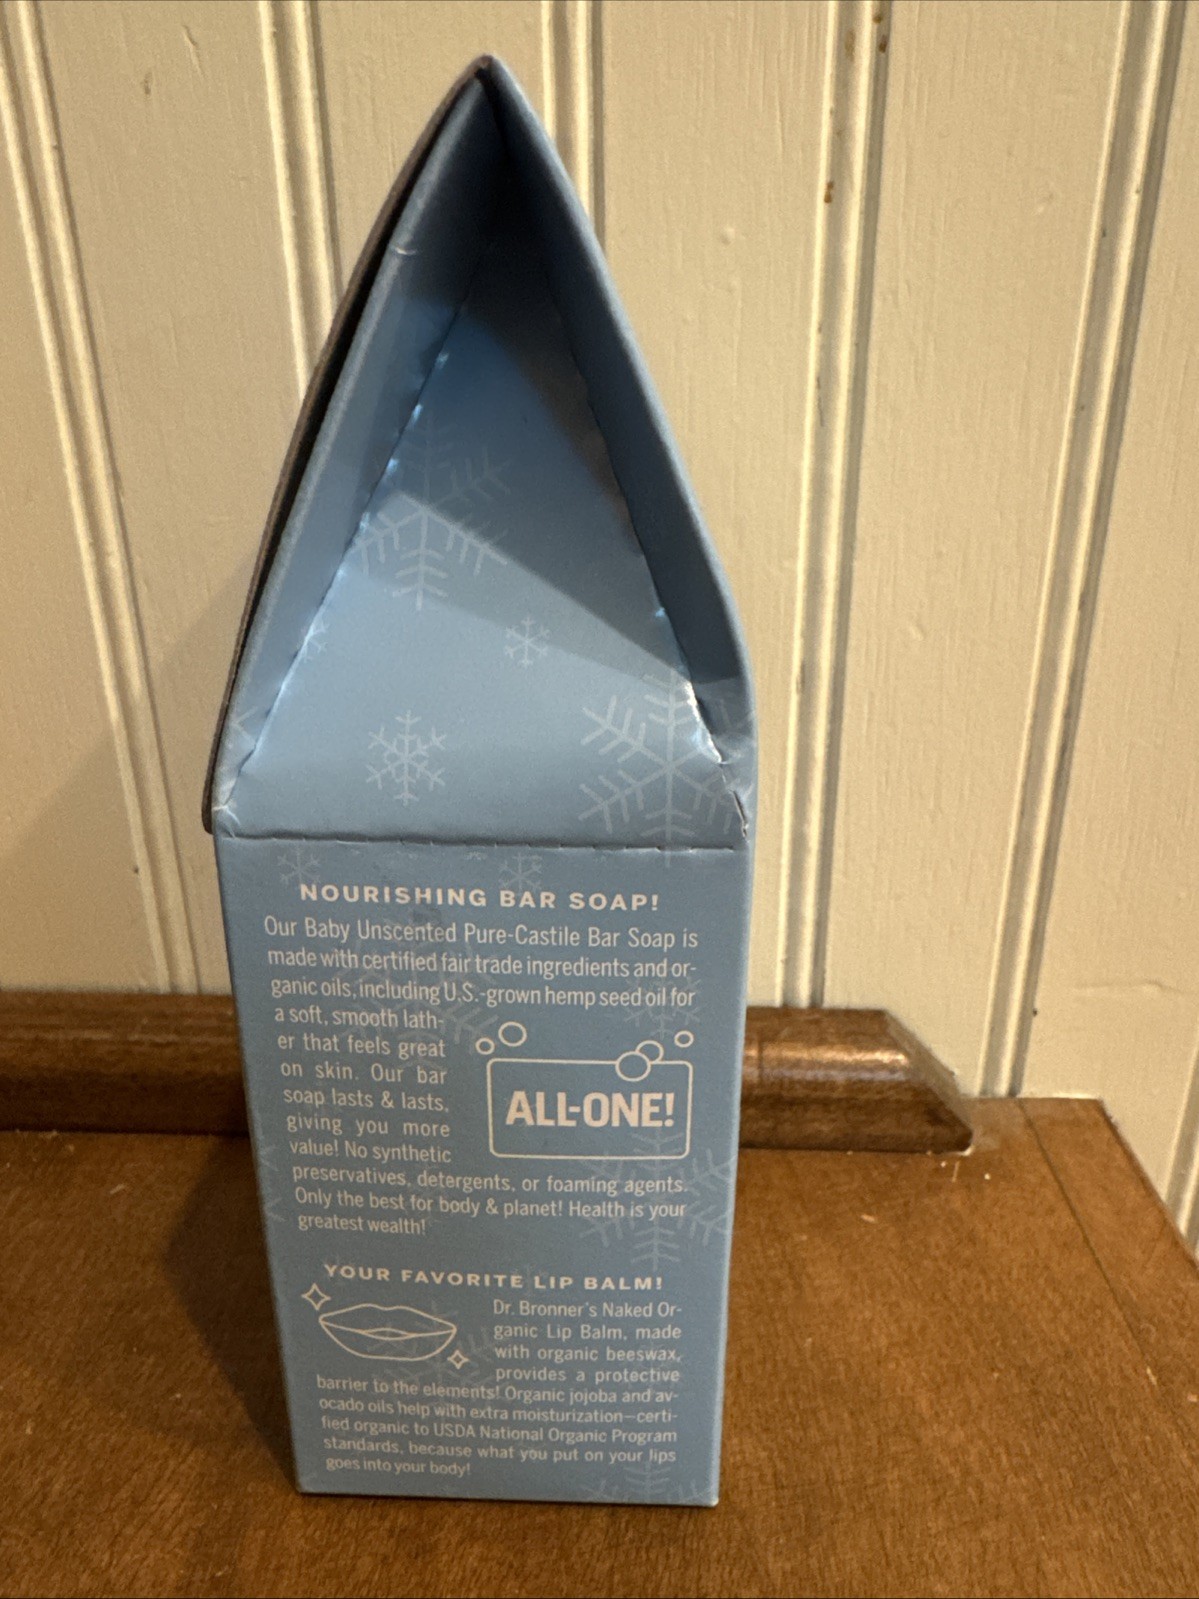 NOURISHING BAR SOAP!
Our Baby Unscented Pure-Castile Bar Soap is
made with certified fair trade ingredients and or-
ganic oils, including U.S.-grown hemp seed oil for
a soft, smooth lath-
er that feels great
on skin. Our bar
soap lasts & lasts,
giving you more
value! No synthetic
ALL-ONE!
preservatives, detergents, or foaming agents.
Only the best for body & planet! Health is your
greatest wealth!
YOUR FAVORITE LIP BALM!
Dr. Bronner's Naked Or-
ganic Lip Balm, made
with organic beeswax,
provides a protective
barrier to the elements! Organic jojoba and av-
ocado oils help with extra moisturization—certi-
fied organic to USDA National Organic Program
standards, because what you put on your lips
goes into your body!